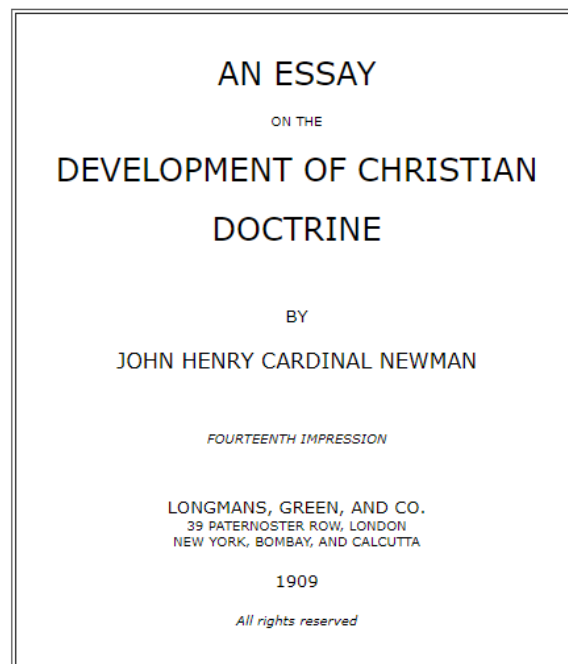 AN ESSAY
ON THE
DEVELOPMENT OF CHRISTIAN
DOCTRINE
BY
JOHN HENRY CARDINAL NEWMAN
FOURTEENTH IMPRESSION
LONGMANS, GREEN, AND CO.
39 PATERNOSTER ROW, LONDON
NEW YORK, BOMBAY, AND CALCUTTA
1909
All rights reserved